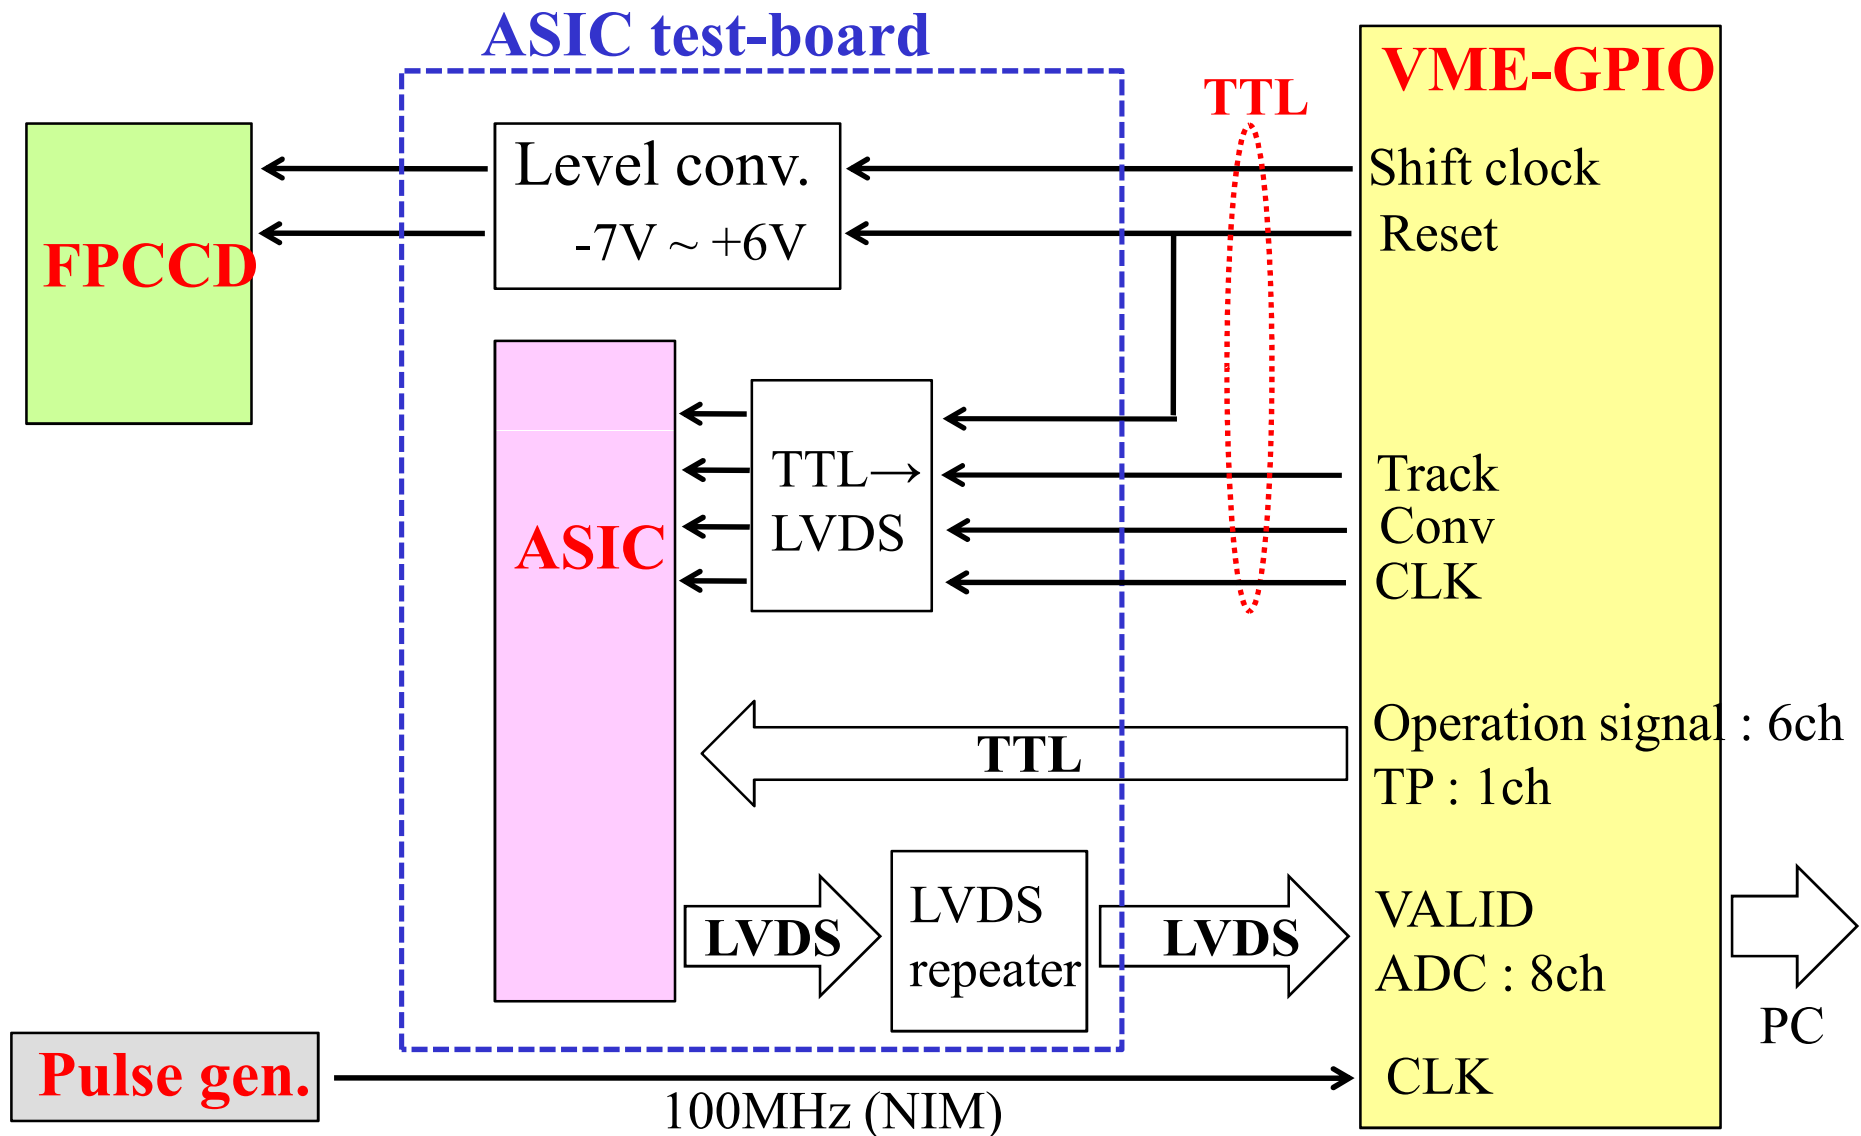 ASIC test-board
VME-GPIO
TTL
Level conv.
-7V ~ +6V
Shift clock
Reset
FPCCD
ASIC
TTL→
LVDS
Track
Conv
CLK
TTL
Operation signal : 6ch
TP : 1ch
LVDS
LVDS
repeater
LVDS
VALID
ADC : 8ch
PC
Pulse gen.
100MHz (NIM)
CLK